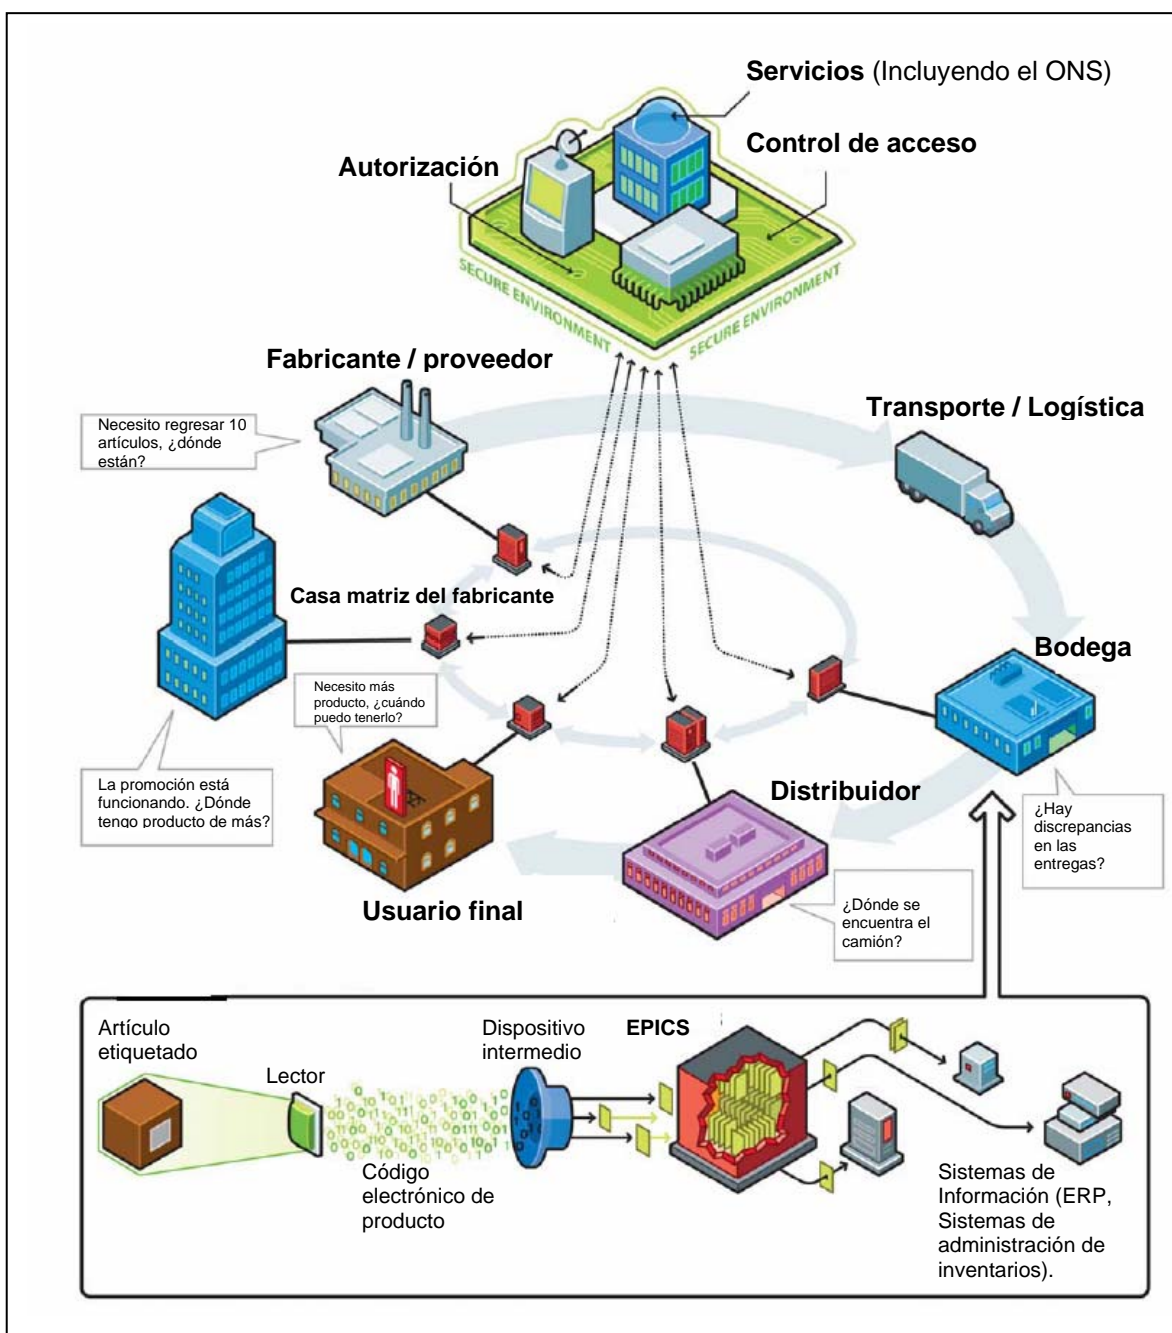 Servicios (Incluyendo el ONS)
Control de acceso
Autorización
SECURE ENVIRONMENT
SECURE ENVIRONMENT
Fabricante / proveedor
Transporte / Logística
Necesito regresar 10
artículos, ¿dónde
están?
Casa matriz del fabricante
Bodega
Necesito más
producto, ¿cuándo
puedo tenerlo?
La promoción está
funcionando. ¿Dónde
tengo producto de más?
Distribuidor
¿Hay
discrepancias
en las
entregas?
Usuario final
¿Dónde se
encuentra el
camión?
Artículo
etiquetado
Lector
Dispositivo
intermedio
EPICS
Código
electrónico de
producto
Sistemas de
Información (ERP,
Sistemas de
administración de
inventarios).